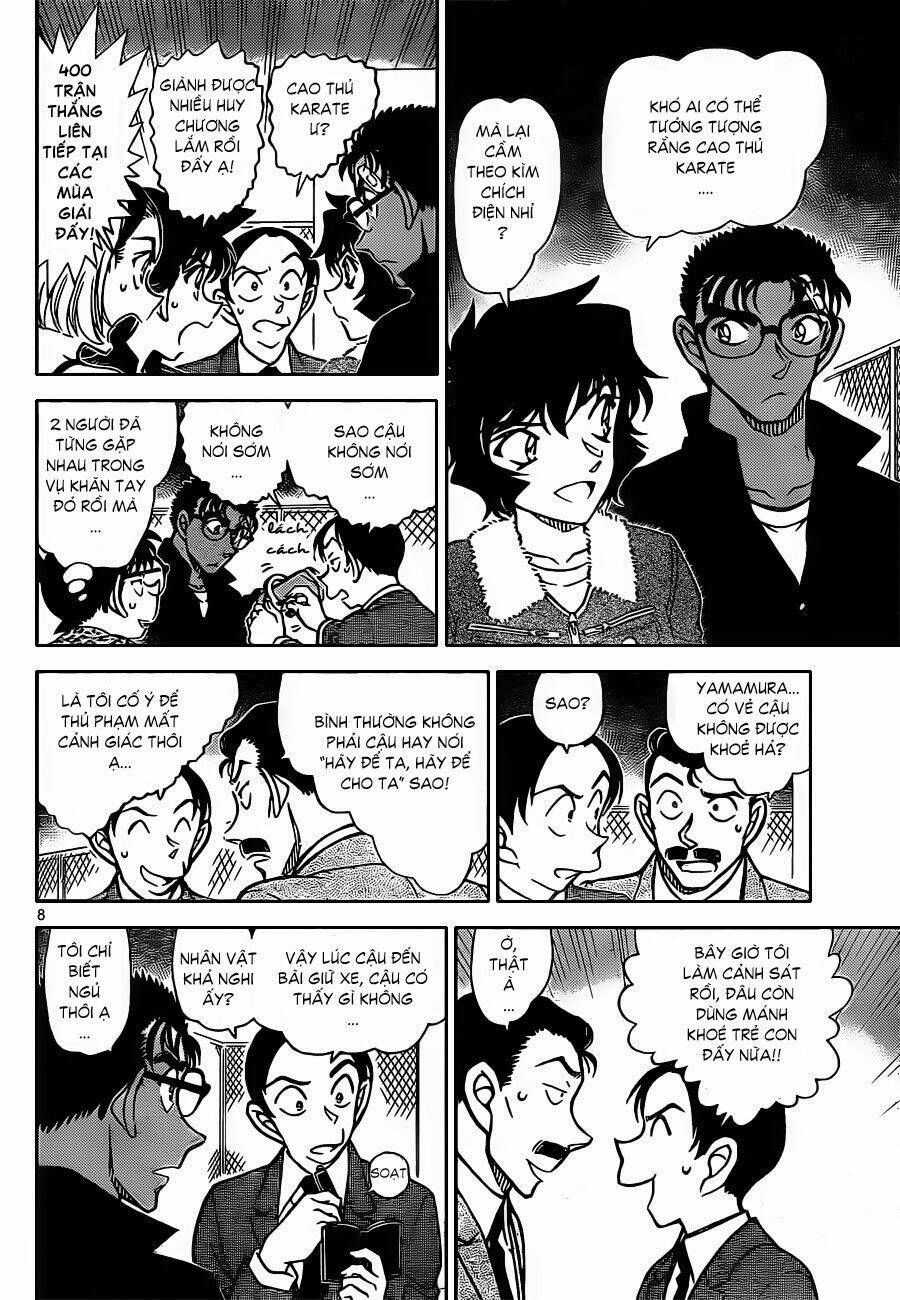 KHÓ AI CÓ THỂ
TƯỚNG TƯỢNG
RẰNG CAO THỦ
KARATE
....
MÀ LẠI
CẦM
THEO KÌM
CHÍCH
ĐIỆN NHỈ
?
CAO THỦ
KARATE
Ư?
GIÀNH ĐƯỢC
NHIỀU HUY
CHƯƠNG
LẮM RỒI
ĐẤY Ạ!
400
TRẬN
THẮNG
LIÊN
TIẾP TẠI
CÁC
MÙA
GIẢI
ĐẤY!
SAO CẬU
KHÔNG NÓI
SỚM
...
KHÔNG
NÓI SỚM
...
lách
cách
2 NGƯỜI ĐÃ
TỪNG GẶP
NHAU TRONG
VỤ KHĂN TAY
ĐÓ RỒI MÀ
...
YAMAMURA...
CÓ VẺ CẬU
KHÔNG ĐƯỢC
KHOẺ HẢ?
SAO?
BÌNH THƯỜNG KHÔNG
PHẢI CẬU HAY NÓI
“HÃY ĐỂ TA, HÃY ĐỂ
CHO TA” SAO!
LÀ TÔI CỐ Ý ĐỂ
THỦ PHẠM MẤT
CẢNH GIÁC THÔI
Ạ...
8
BÂY GIỜ TÔI
LÀM CẢNH SÁT
RỒI, ĐÂU CÒN
DÙNG MÁNH
KHOÉ TRẺ CON
ĐẤY NỮA!!
Ờ,
THẬT
À
...
VẬY LÚC CẬU ĐẾN
BÃI GIỮ XE, CẬU CÓ
THẤY GÌ KHÔNG
...
NHÂN VẬT
KHẢ NGHI
ẤY?
SOẠT
TÔI CHỈ
BIẾT
NGỦ
THÔI Ạ
...